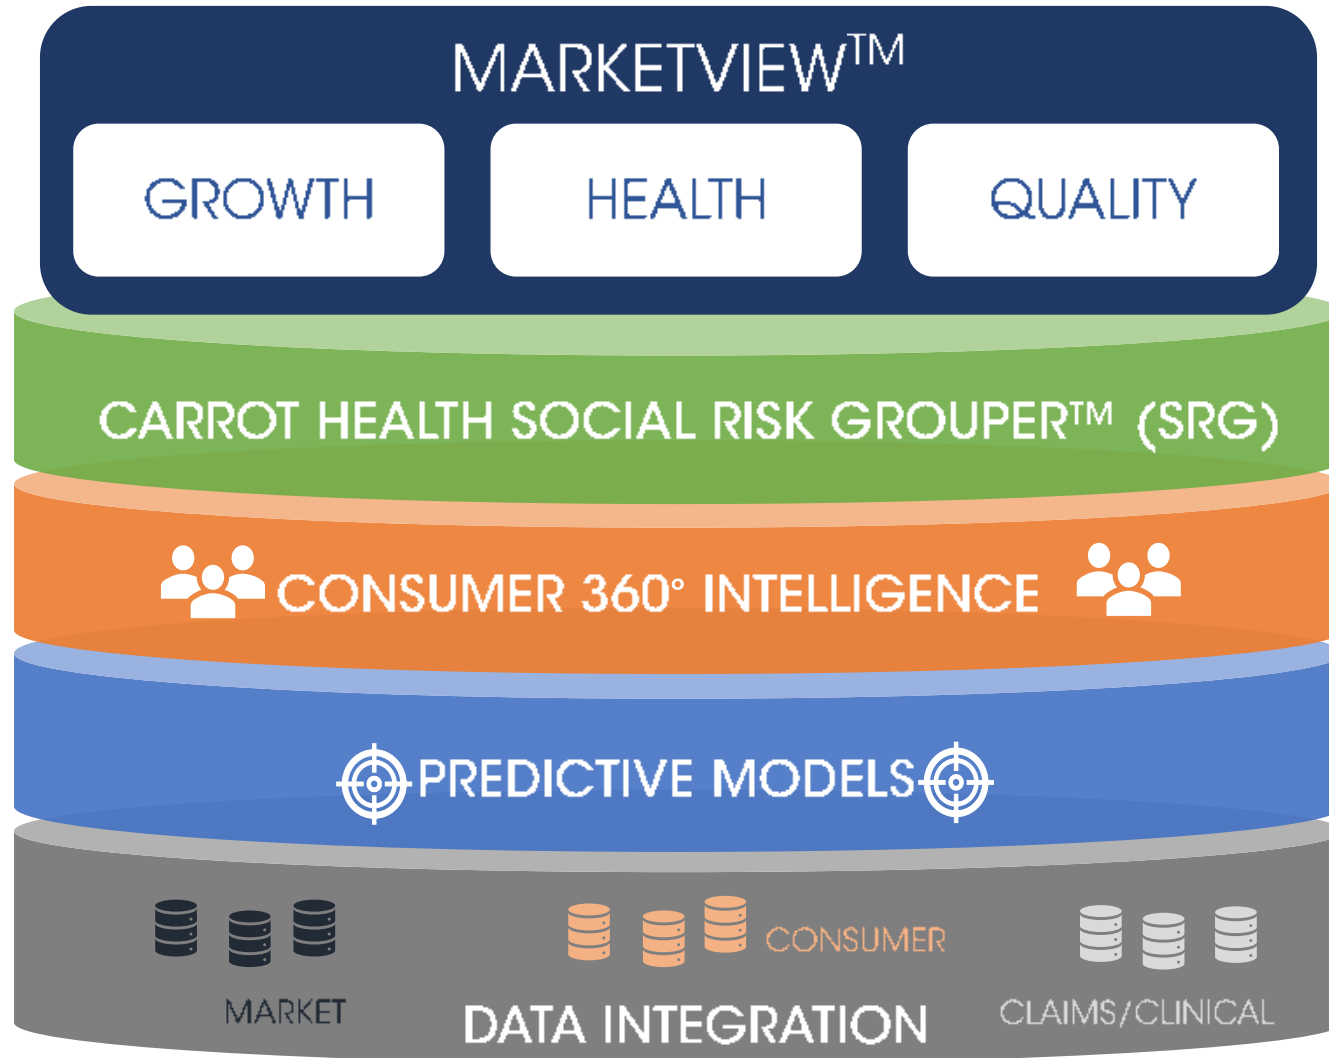 MARKETVIEW™
GROWTH
HEALTH
QUALITY
CARROT HEALTH SOCIAL RISK GROUPER™ (SRG)
CONSUMER 360° INTELLIGENCE
PREDICTIVE MODELS
CONSUMER
MARKET
DATA INTEGRATION
CLAIMS/CLINICAL